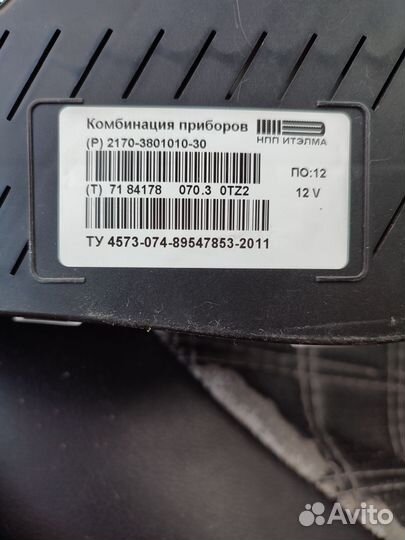 Комбинация приборов
НПП ИТЭЛМА
(P) 2170-3801010-30
ПО:12
(T) 71 84178 070.3 0TZ2
12 V
ТУ 4573-074-89547853-2011
Avito